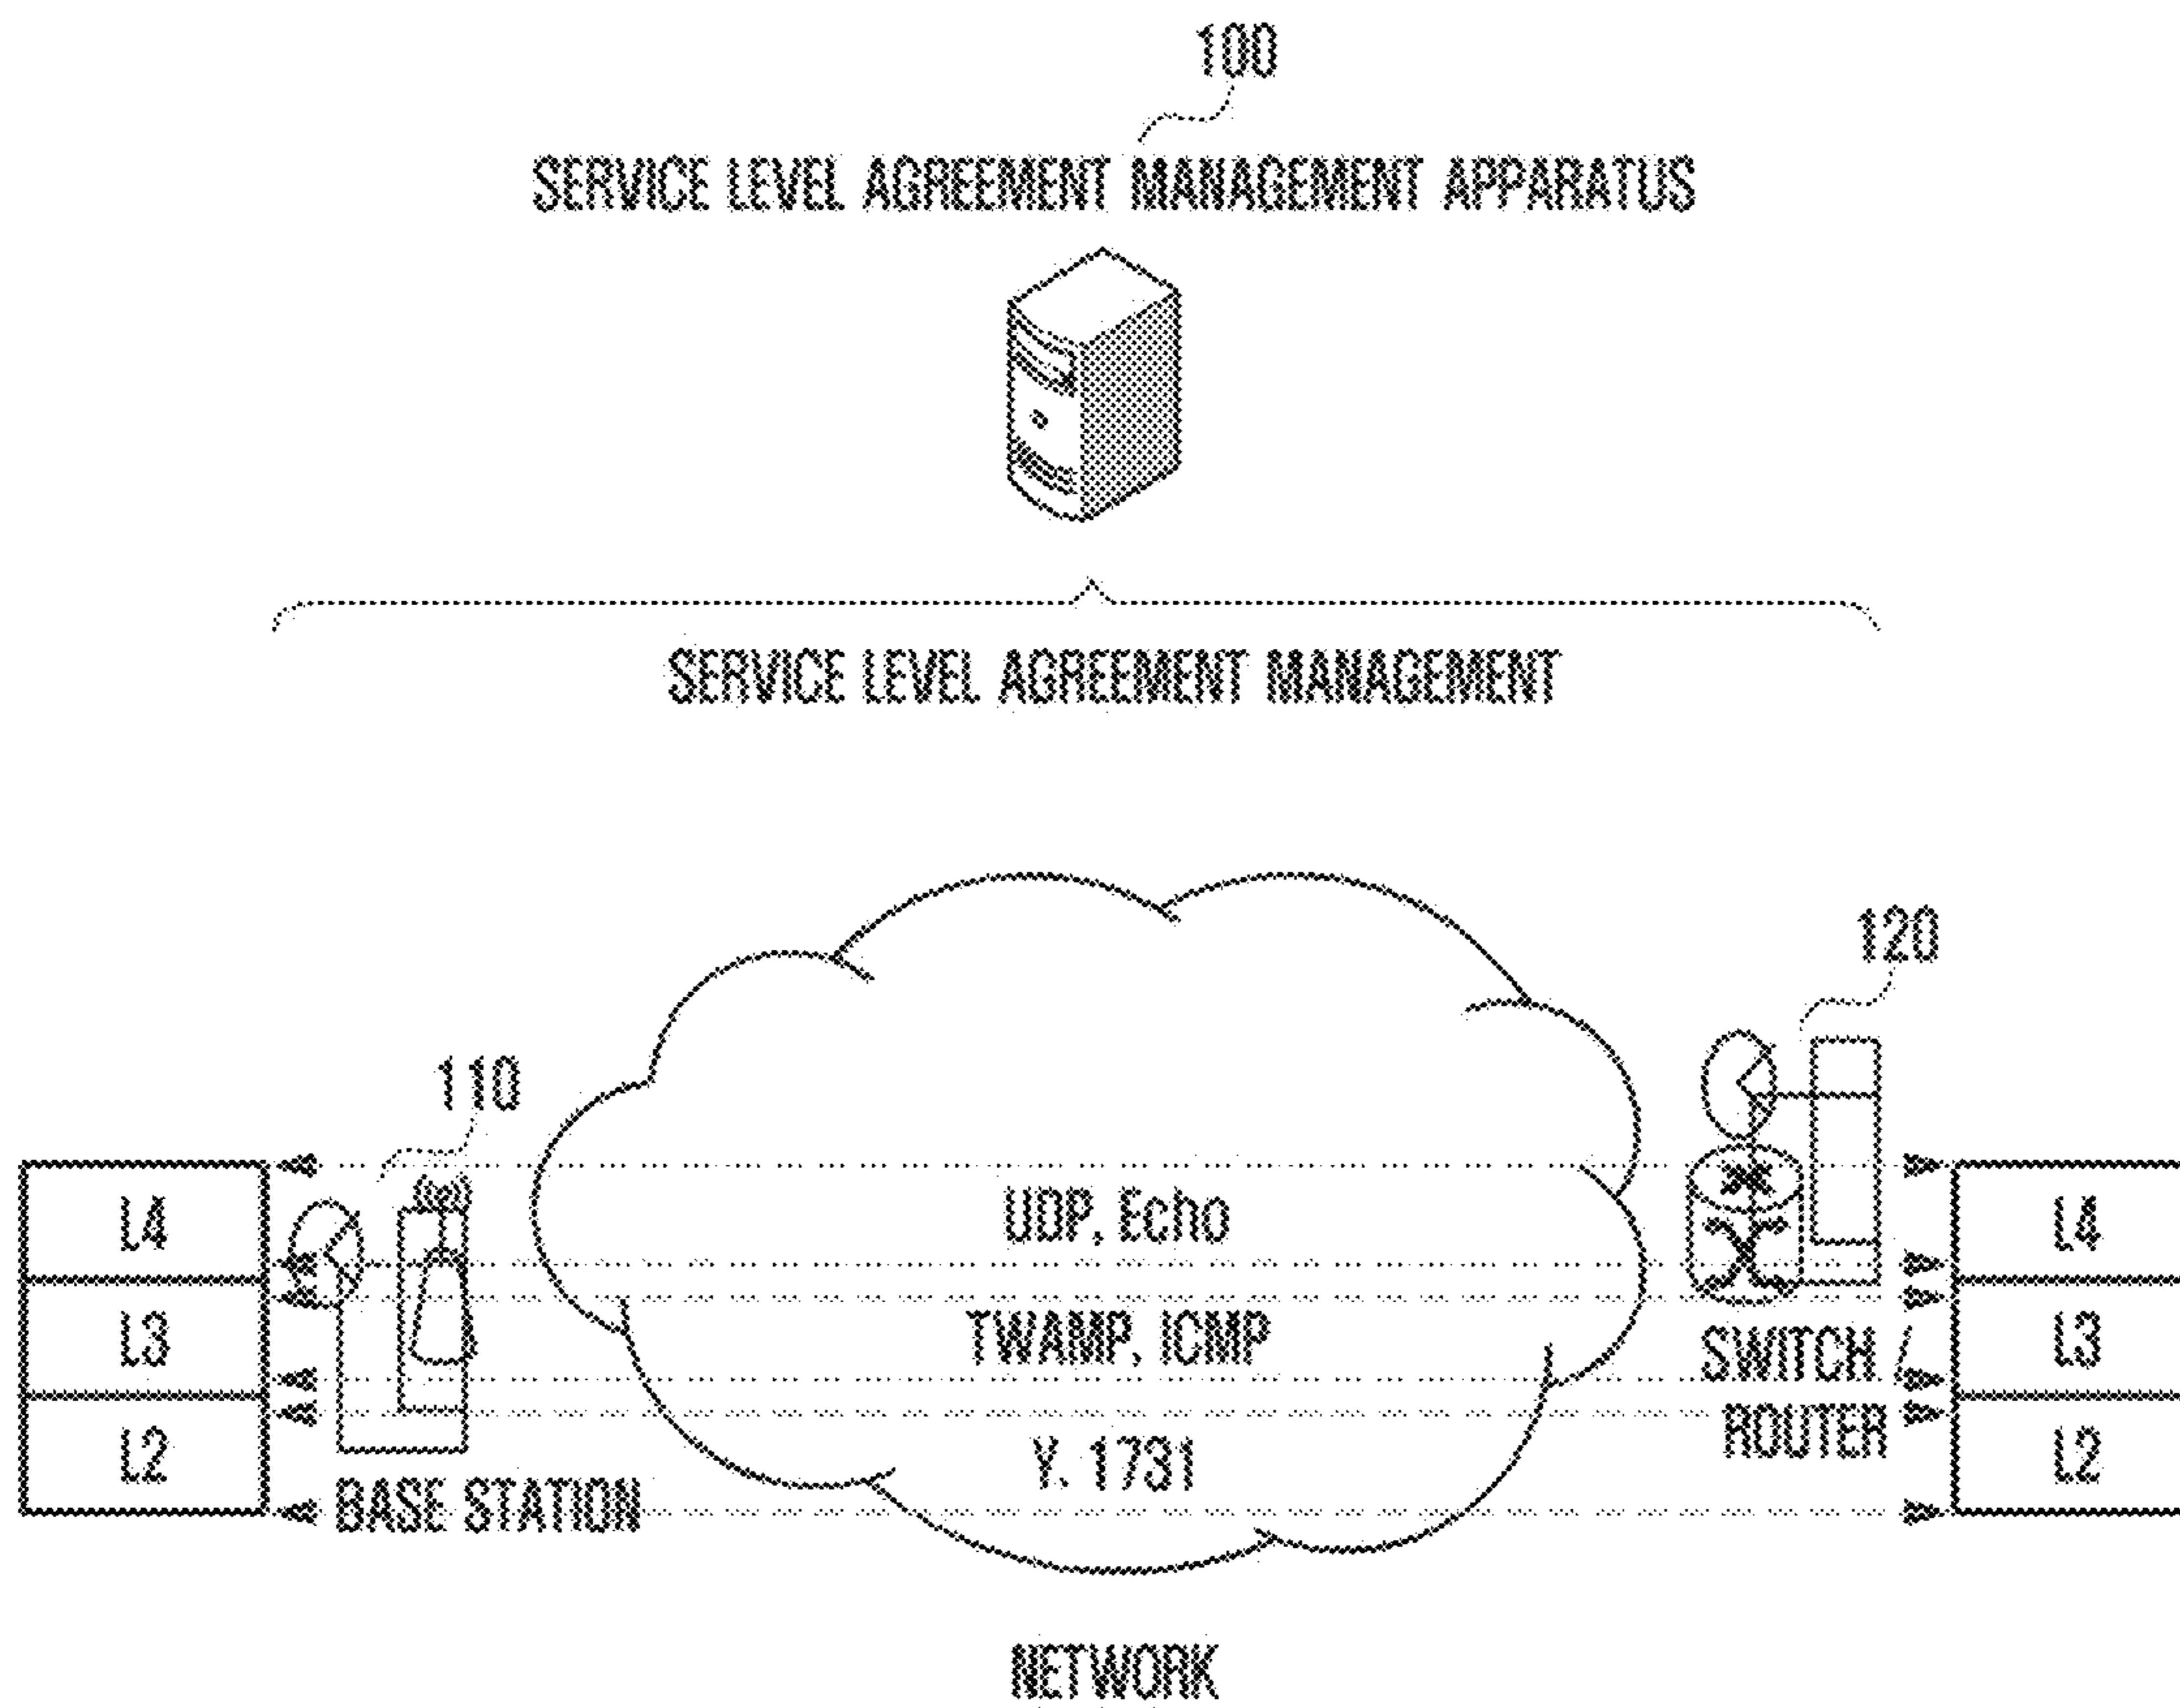 100
SERVICE LEVEL AGREEMENT MANAGEMENT APPARATUS
SERVICE LEVEL AGREEMENT MANAGEMENT
120
110
L4
UDP, Echo
L4
L3
TWAMP, ICMP
SWITCH /
ROUTER
L3
L2
Y. 1731
L2
BASE STATION
NETWORK